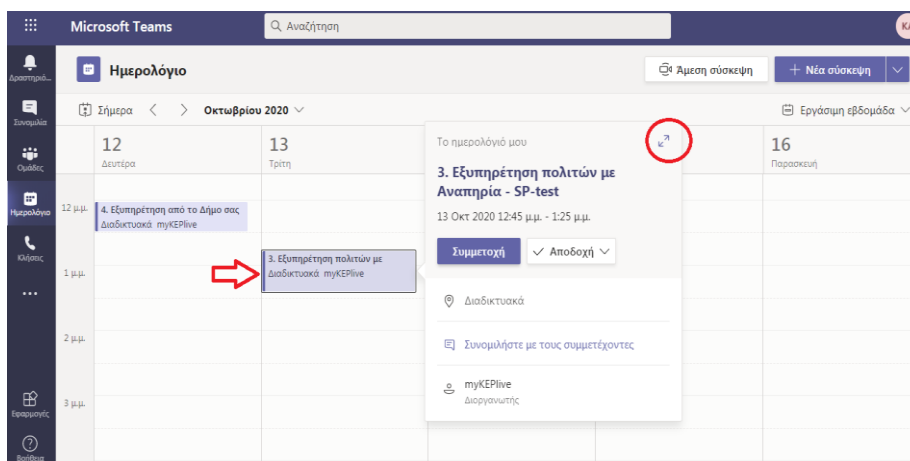 Microsoft Teams
Αναζήτηση
ΚΛ
Δραστηριό...
Ημερολόγιο
Άμεση σύσκεψη
Νέα σύσκεψη
Συνομιλία
Σήμερα
Οκτωβρίου 2020
Εργάσιμη εβδομάδα
Ομάδες
12
Δευτέρα
13
Τρίτη
16
Παρασκευή
Ημερολόγιο
Κλήσεις
12 μ.μ.
4. Εξυπηρέτηση από το Δήμο σας
Διαδικτυακά myKEPlive
1 μ.μ.
3. Εξυπηρέτηση πολιτών με
Διαδικτυακά myKEPlive
2 μ.μ.
3 μ.μ.
Το ημερολόγιό μου
3. Εξυπηρέτηση πολιτών με
Αναπηρία - SP-test
13 Οκτ 2020 12:45 μ.μ. - 1:25 μ.μ.
Συμμετοχή
Αποδοχή
Διαδικτυακά
Συνομιλήστε με τους συμμετέχοντες
myKEPlive
Διοργανωτής
Εφαρμογές
Βοήθεια